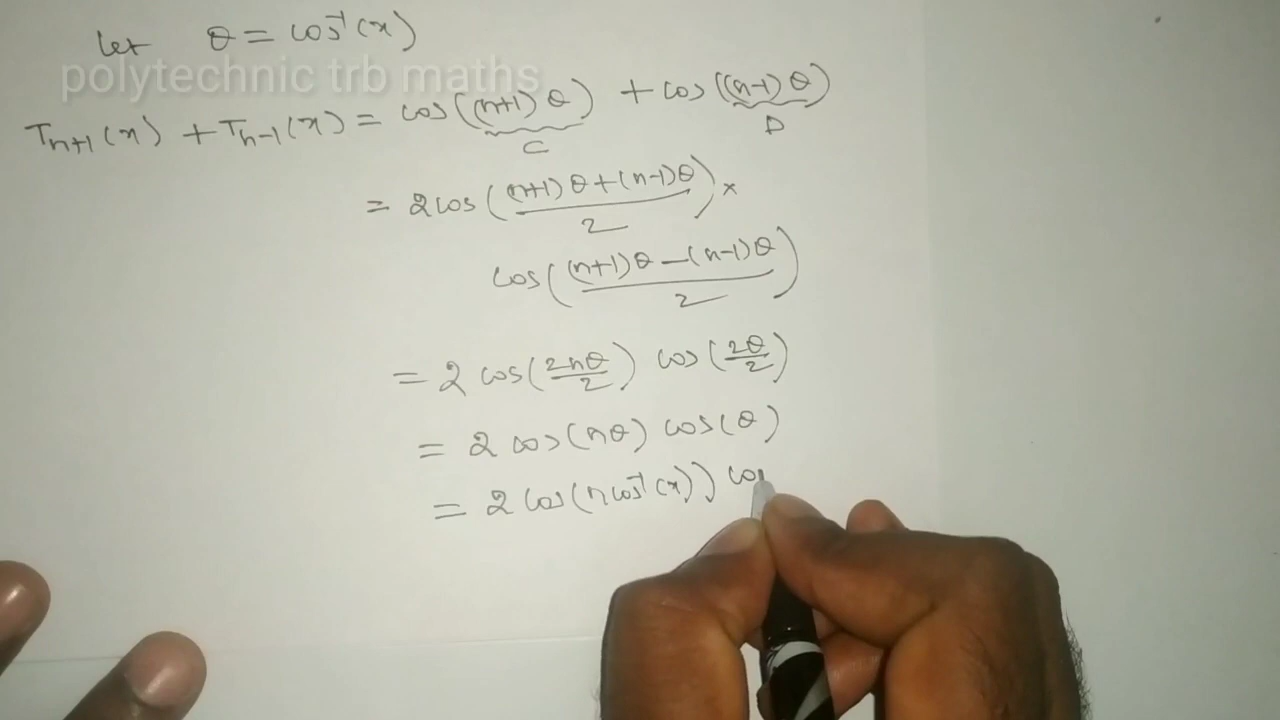 let θ = cos⁻¹(x)
polytechnic trb maths
Tn+1(x) + Tn-1(x) = cos((n+1)θ) + cos((n-1)θ)
C D
= 2cos((n+1)θ+(n-1)θ/2) ×
cos((n+1)θ-(n-1)θ/2)
= 2 cos(2nθ/2) cos(2θ/2)
= 2 cos(nθ) cos(θ)
= 2 cos(n cos⁻¹(x)) co